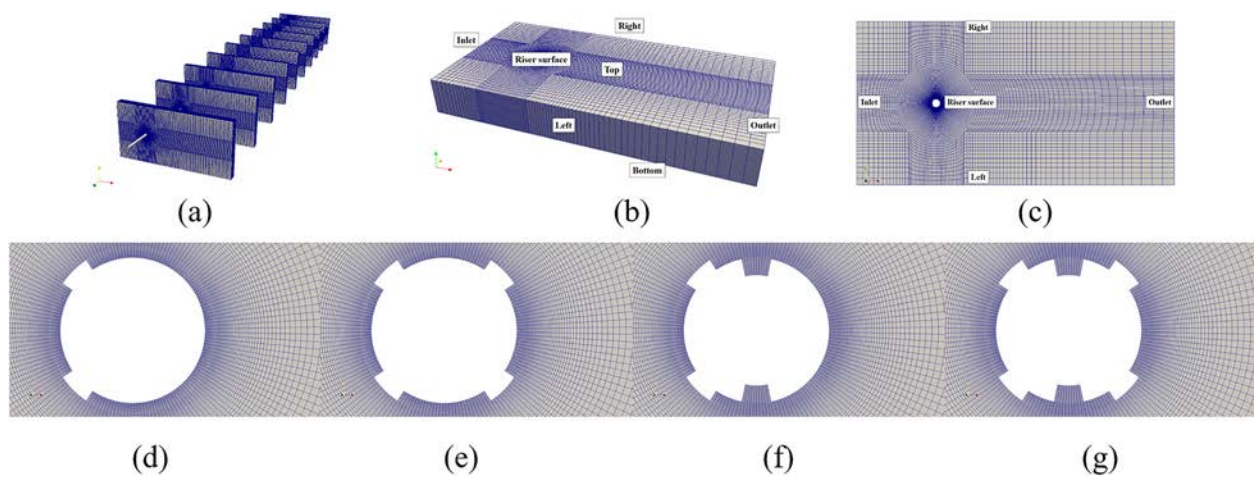 Right
Inlet
Riser surface
Top
Left
Outlet
Bottom
Right
Inlet
Riser surface
Outlet
Left
(a)
(b)
(c)
(d)
(e)
(f)
(g)